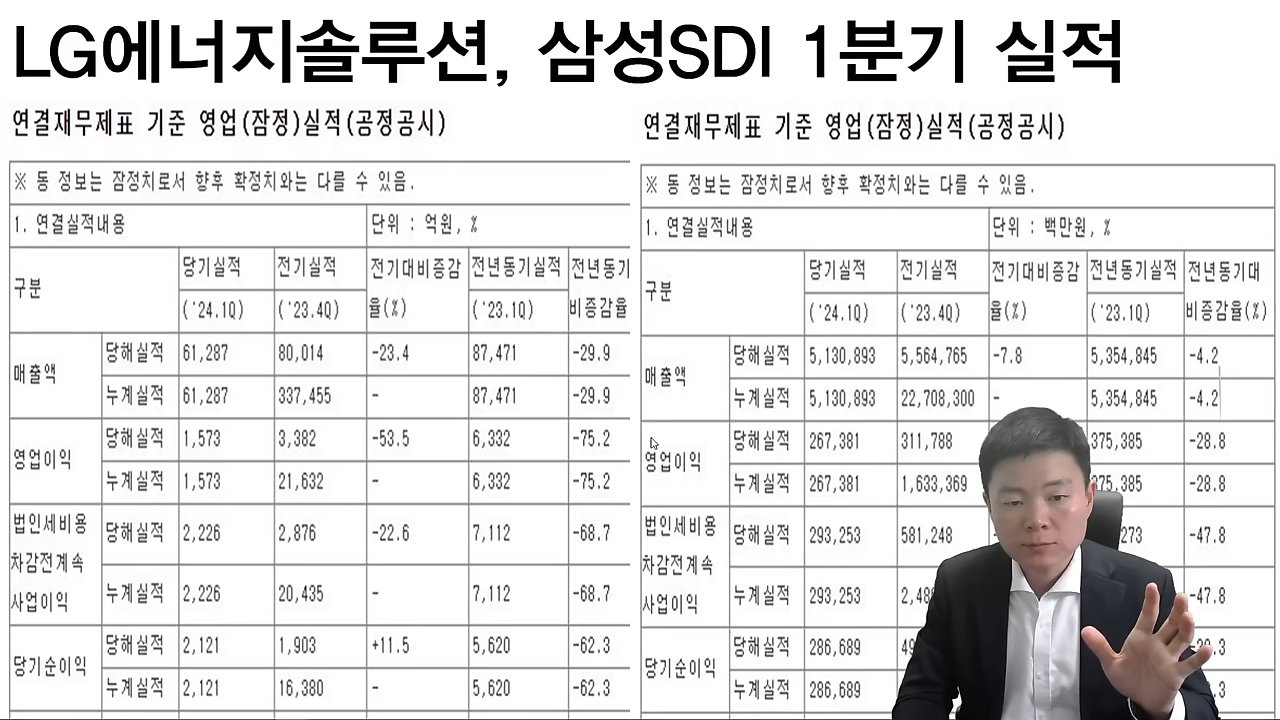 LG에너지솔루션, 삼성SDI 1분기 실적
연결재무제표 기준 영업(잠정)실적(공정공시)
※ 동 정보는 잠정치로서 향후 확정치와는 다를 수 있음.
1. 연결실적내용 단위 : 억원, %
구분 당기실적 전기실적 전기대비증감율(%) 전년동기실적 전년동기비증감율
('24.1Q) ('23.4Q) ('23.1Q)
매출액 당해실적 61,287 80,014 -23.4 87,471 -29.9
누계실적 61,287 337,455 - 87,471 -29.9
영업이익 당해실적 1,573 3,382 -53.5 6,332 -75.2
누계실적 1,573 21,632 - 6,332 -75.2
법인세비용차감전계속사업이익 당해실적 2,226 2,876 -22.6 7,112 -68.7
누계실적 2,226 20,435 - 7,112 -68.7
당기순이익 당해실적 2,121 1,903 +11.5 5,620 -62.3
누계실적 2,121 16,380 - 5,620 -62.3
연결재무제표 기준 영업(잠정)실적(공정공시)
※ 동 정보는 잠정치로서 향후 확정치와는 다를 수 있음.
1. 연결실적내용 단위 : 백만원, %
구분 당기실적 전기실적 전기대비증감율(%) 전년동기실적 전년동기대비증감율(%)
('24.1Q) ('23.4Q) ('23.1Q)
매출액 당해실적 5,130,893 5,564,765 -7.8 5,354,845 -4.2
누계실적 5,130,893 22,708,300 - 5,354,845 -4.2
영업이익 당해실적 267,381 311,788 375,385 -28.8
누계실적 267,381 1,633,369 375,385 -28.8
법인세비용차감전계속사업이익 당해실적 293,253 581,248 273 -47.8
누계실적 293,253 -47.8
당기순이익 당해실적 286,689
누계실적 286,689